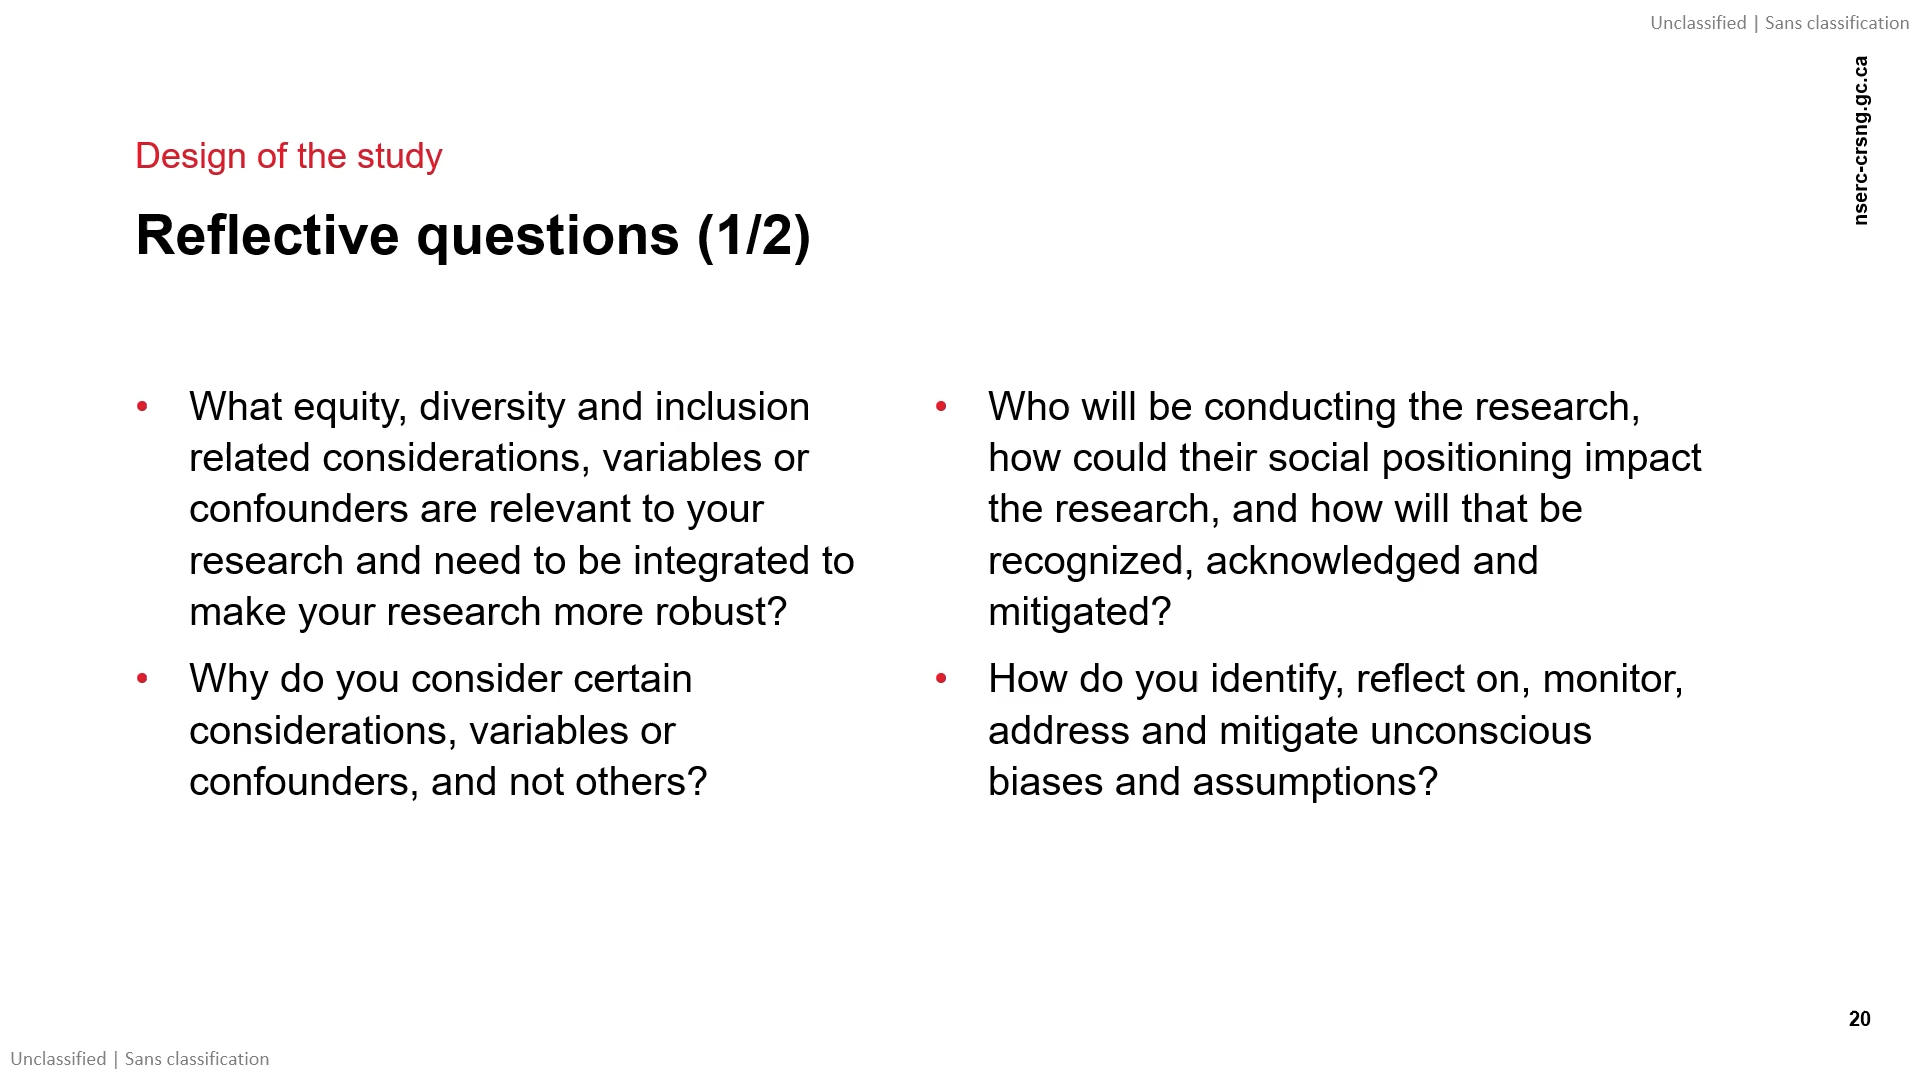 Unclassified | Sans classification
nserc-crsng.gc.ca
Design of the study
Reflective questions (1/2)
• What equity, diversity and inclusion
related considerations, variables or
confounders are relevant to your
research and need to be integrated to
make your research more robust?
• Why do you consider certain
considerations, variables or
confounders, and not others?
• Who will be conducting the research,
how could their social positioning impact
the research, and how will that be
recognized, acknowledged and
mitigated?
• How do you identify, reflect on, monitor,
address and mitigate unconscious
biases and assumptions?
20
Unclassified | Sans classification